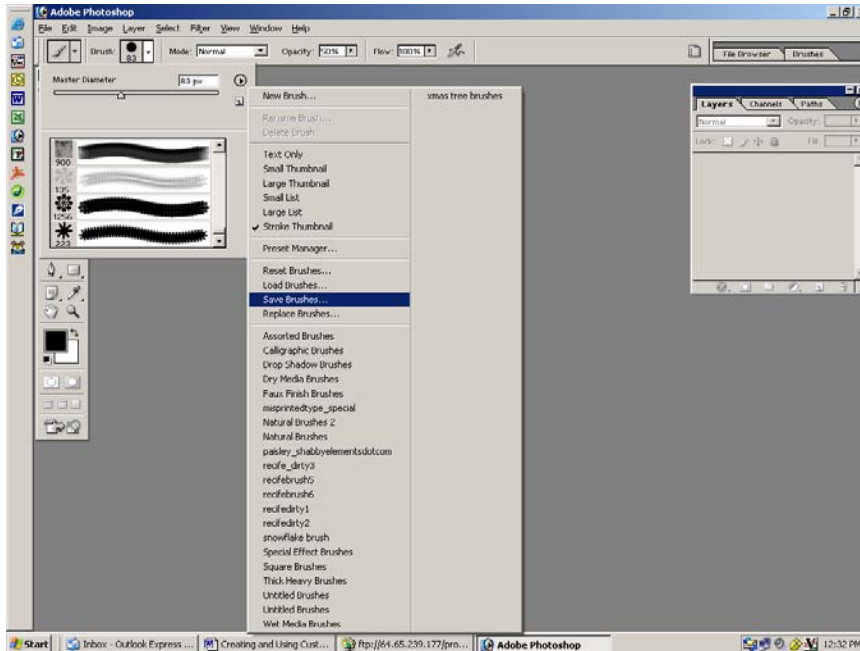 Adobe Photoshop
File Edit Image Layer Select Filter View Window Help
Brush: 83 Mode: Normal Opacity: 50% Flow: 100% File Browser Brushes
Master Diameter 83 px
900
135
1256
223
New Brush...
Rename Brush...
Delete Brush
Text Only
Small Thumbnail
Large Thumbnail
Small List
Large List
Stroke Thumbnail
Preset Manager...
Reset Brushes...
Load Brushes...
Save Brushes...
Replace Brushes...
Assorted Brushes
Calligraphic Brushes
Drop Shadow Brushes
Dry Media Brushes
Faux Finish Brushes
misprintedtype_special
Natural Brushes 2
Natural Brushes
paisley_shabbyelementsdotcom
recife_dirty3
recifebrush5
recifebrush6
recifedirty1
recifedirty2
snowflake brush
Special Effect Brushes
Square Brushes
Thick Heavy Brushes
Untitled Brushes
Untitled Brushes
Wet Media Brushes
xmas tree brushes
Layers Channels Paths
Normal Opacity:
Lock: Fill:
Start Inbox - Outlook Express ... Creating and Using Cust... ftp://64.65.239.177/pro... Adobe Photoshop 12:32 PM